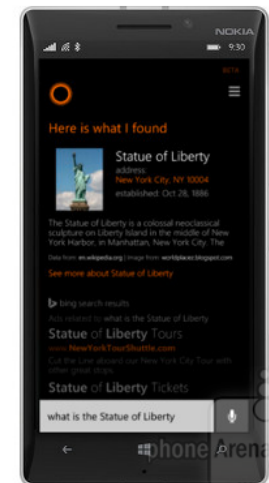 NOKIA
9:30
BETA
Here is what I found
Statue of Liberty
address:
New York City, NY 10004
established: Oct 28, 1886
The Statue of Liberty is a colossal neoclassical
sculpture on Liberty Island in the middle of New
York Harbor, in Manhattan, New York City. The
Data from: en.wikipedia.org | Image from: worldplacez.blogspot.com
See more about Statue of Liberty
bing search results
Ads related to what is the Statue of Liberty
Statue of Liberty Tours
www.NewYorkTourShuttle.com
Cut the Line aboard our New York City Tour with
other great stops.
Statue of Liberty Tickets
what is the Statue of Liberty
phone Arena